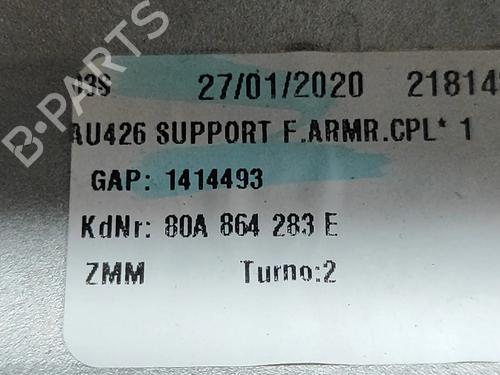 27/01/2020 21814
AU426 SUPPORT F.ARMR.CPL* 1
GAP: 1414493
KdNr: 80A 864 283 E
ZMM Turno:2
B-PARTS